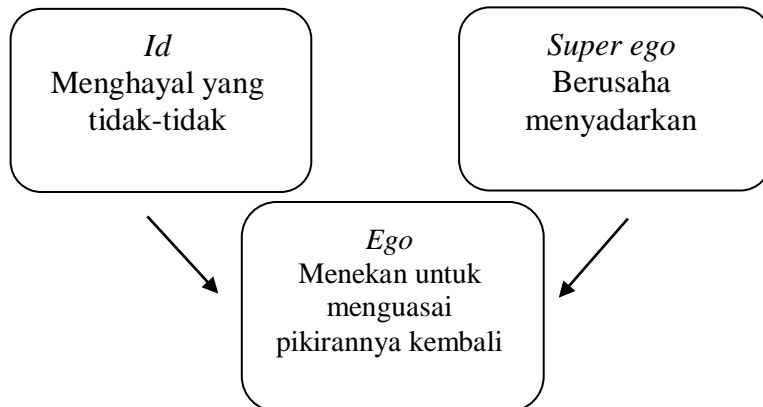 Id
Menghayal yang
tidak-tidak
Super ego
Berusaha
menyadarkan
Ego
Menekan untuk
menguasai
pikirannya kembali